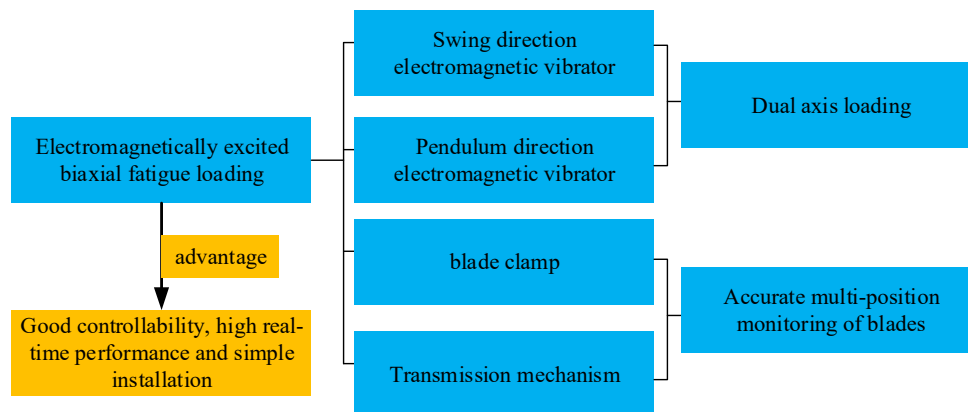 Electromagnetically excited
biaxial fatigue loading
advantage
Good controllability, high real-
time performance and simple
installation
Swing direction
electromagnetic vibrator
Pendulum direction
electromagnetic vibrator
blade clamp
Transmission mechanism
Dual axis loading
Accurate multi-position
monitoring of blades